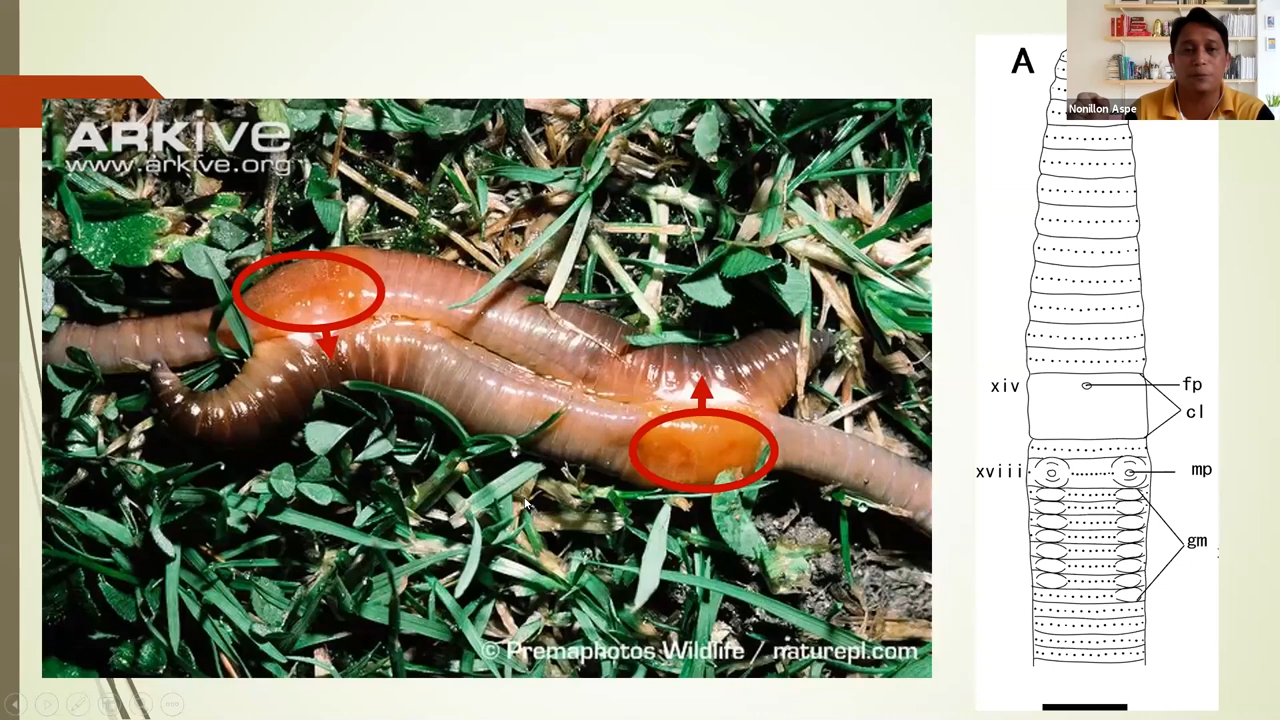 ARKive
www.arkive.org
© Premaphotos Wildlife / naturepl.com
A
Nonillon Aspe
xiv
fp
cl
xviii
mp
gm